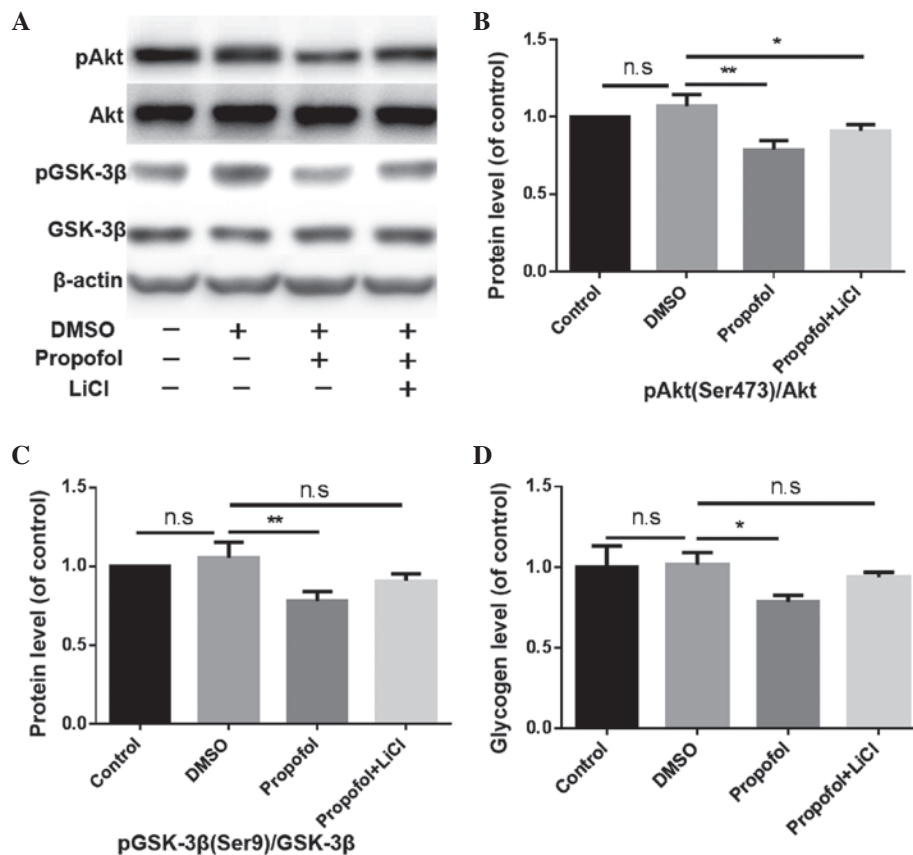 A
pAkt
Akt
pGSK-3β
GSK-3β
β-actin
DMSO − + + +
Propofol − − + +
LiCl − − − +
B
Protein level (of control)
1.5
1.0
0.5
0.0
n.s
**
*
Control
DMSO
Propofol
Propofol+LiCl
pAkt(Ser473)/Akt
C
Protein level (of control)
1.5
1.0
0.5
0.0
n.s
**
n.s
Control
DMSO
Propofol
Propofol+LiCl
pGSK-3β(Ser9)/GSK-3β
D
Glycogen level (of control)
1.5
1.0
0.5
0.0
n.s
*
n.s
Control
DMSO
Propofol
Propofol+LiCl